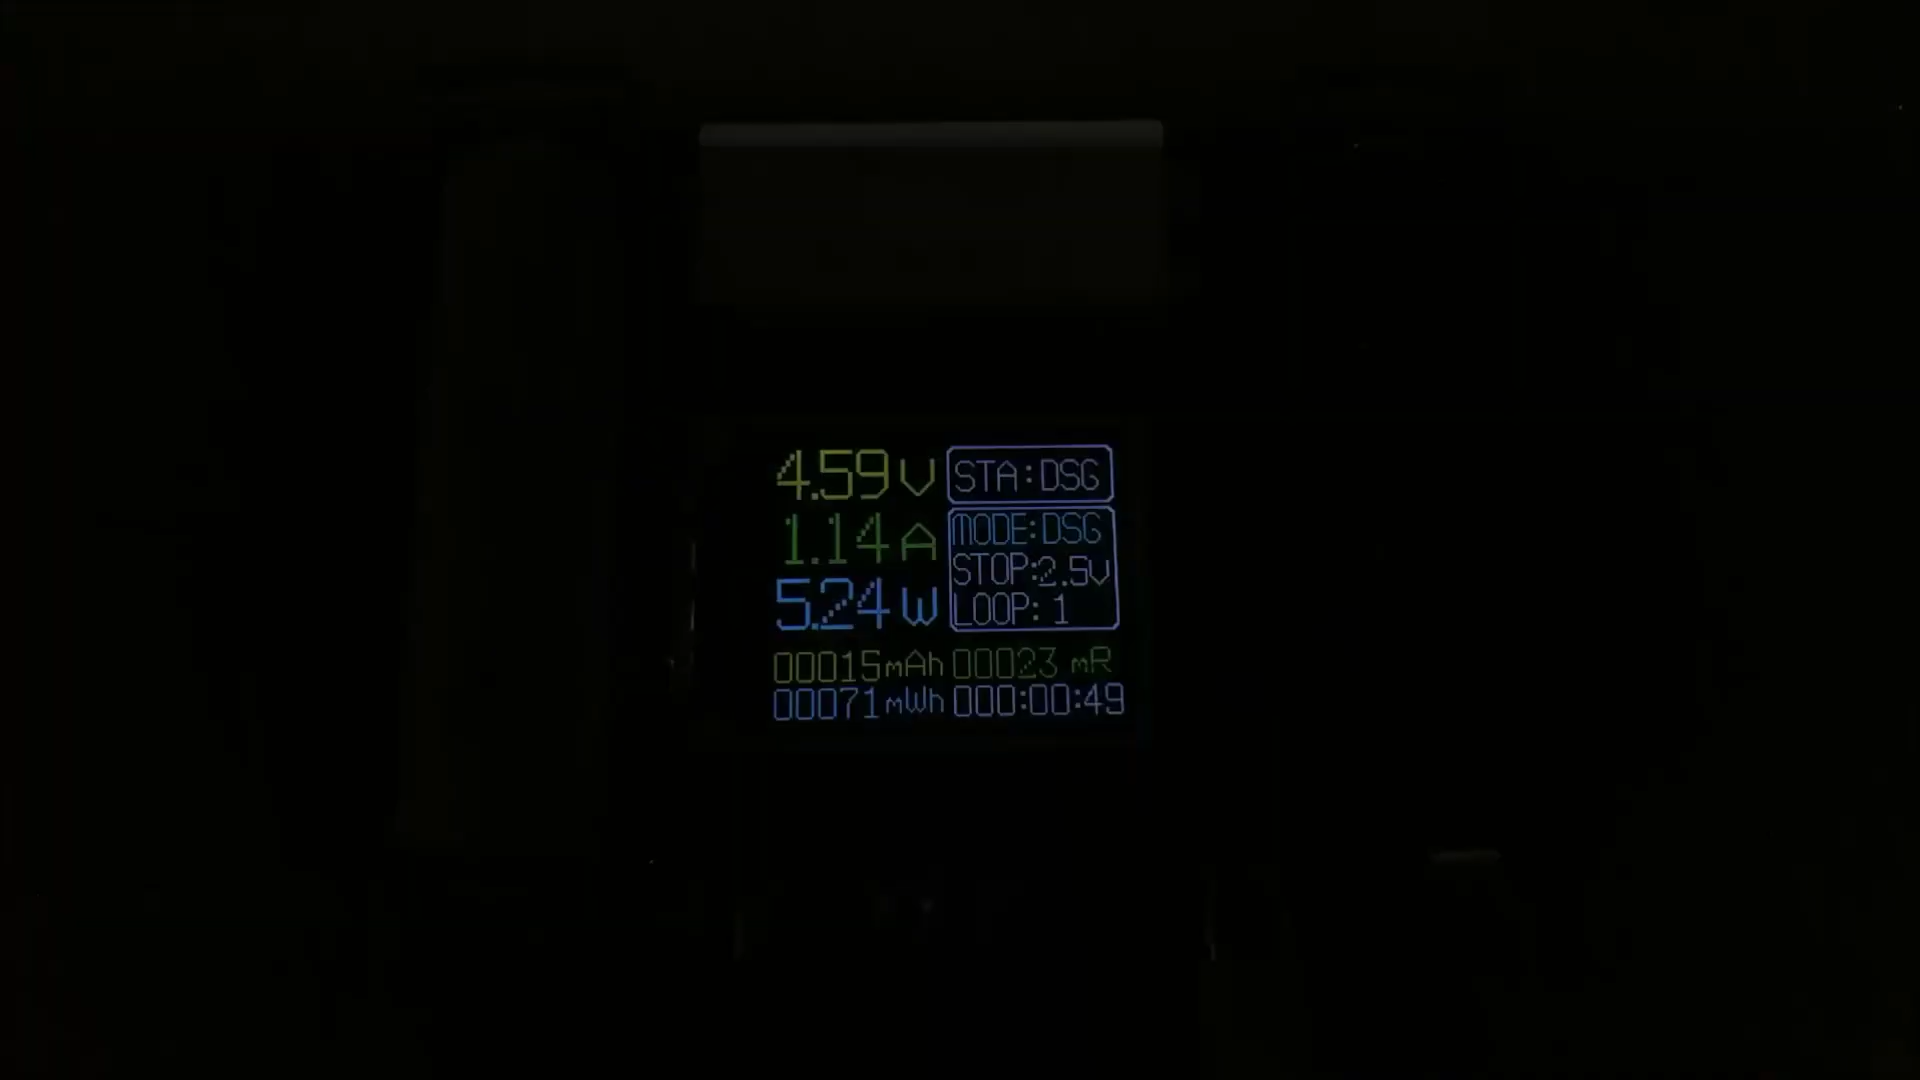 4.59V
1.14A
5.24W
STA:DSG
MODE:DSG
STOP:2.5V
LOOP: 1
00015mAh 00023 mR
00071mWh 000:00:49